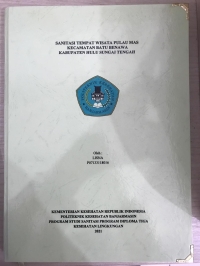 SANITASI TEMPAT WISATA PULAU MAS
KECAMATAN BATU BENAWA
KABUPATEN HULU SUNGAI TENGAH
OLEH :
KEMENTERIAN KESEHATAN REPUBLIK INDONESIA
POLITEKNIK KESEHATAN BANJARMASIN
PROGRAM STUDI SANITASI PROGRAM DIPLOMA TIGA
KESEHATAN LINGKUNGAN
2021